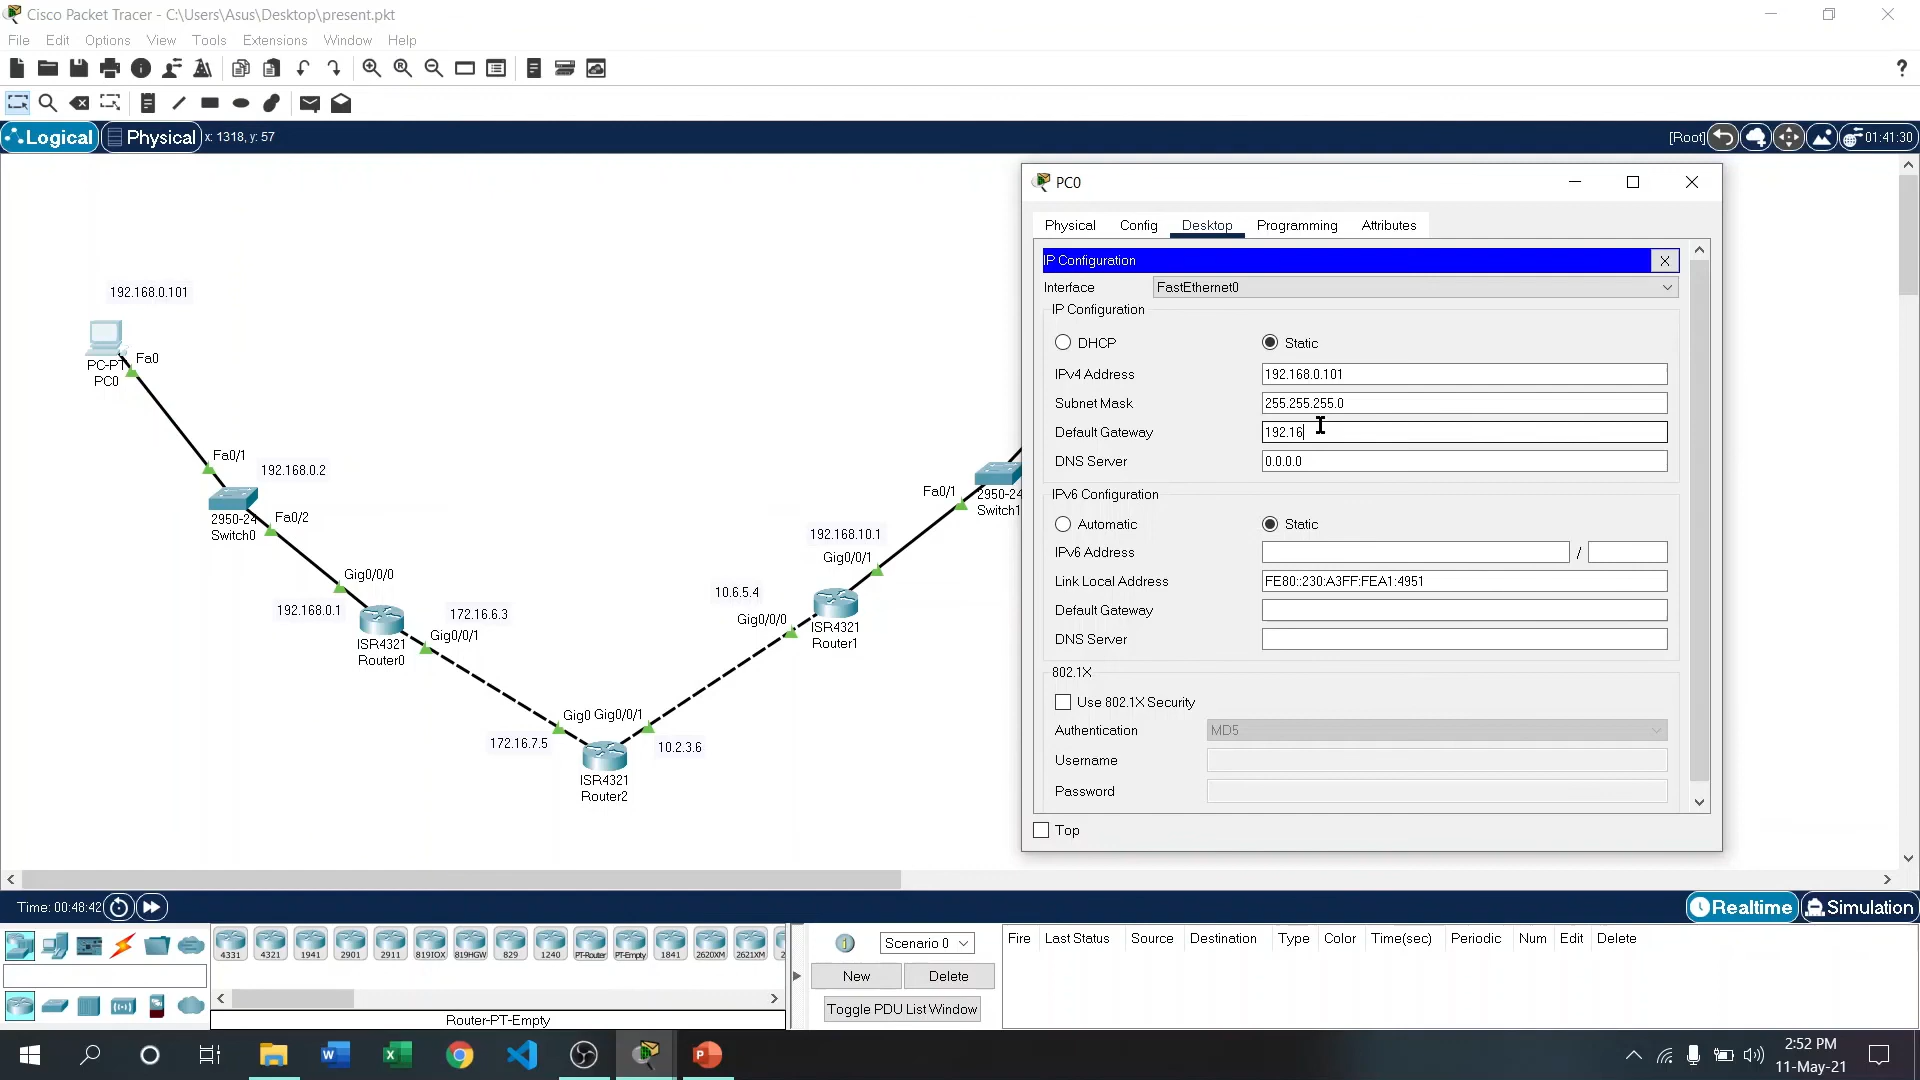 Cisco Packet Tracer - C:\Users\Asus\Desktop\present.pkt
File Edit Options View Tools Extensions Window Help
?
Logical Physical x: 1318, y: 57 [Root] 01:41:30
192.168.0.101
PC-PT
PC0
Fa0
Fa0/1
192.168.0.2
2950-24
Switch0
Fa0/2
Gig0/0/0
192.168.0.1
172.16.6.3
ISR4321
Router0
Gig0/0/1
Gig0 Gig0/0/1
172.16.7.5
10.2.3.6
ISR4321
Router2
10.6.5.4
Gig0/0/0
192.168.10.1
Gig0/0/1
ISR4321
Router1
Fa0/1
2950-24
Switch1
PC0
Physical Config Desktop Programming Attributes
IP Configuration X
Interface FastEthernet0
IP Configuration
DHCP Static
IPv4 Address 192.168.0.101
Subnet Mask 255.255.255.0
Default Gateway 192.16
DNS Server 0.0.0.0
IPv6 Configuration
Automatic Static
IPv6 Address /
Link Local Address FE80::230:A3FF:FEA1:4951
Default Gateway
DNS Server
802.1X
Use 802.1X Security
Authentication MD5
Username
Password
Top
Time: 00:48:42 Realtime Simulation
4331 4321 1941 2901 2911 819IOX 819HGW 829 1240 PT-Router PT-Empty 1841 2620XM 2621XM
Router-PT-Empty
Scenario 0
New Delete
Toggle PDU List Window
Fire Last Status Source Destination Type Color Time(sec) Periodic Num Edit Delete
2:52 PM
11-May-21